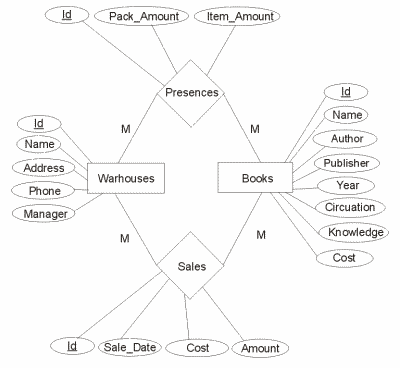 Id
Pack_Amount
Item_Amount
Presences
Id
Name
Author
Publisher
Year
Circuation
Knowledge
Cost
M
M
Id
Name
Address
Phone
Manager
Warhouses
Books
M
M
Sales
Id
Sale_Date
Cost
Amount